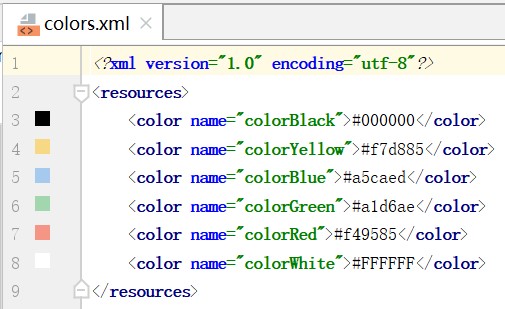 colors.xml
1 <?xml version="1.0" encoding="utf-8"?>
2 <resources>
3 <color name="colorBlack">#000000</color>
4 <color name="colorYellow">#f7d885</color>
5 <color name="colorBlue">#a5caed</color>
6 <color name="colorGreen">#a1d6ae</color>
7 <color name="colorRed">#f49585</color>
8 <color name="colorWhite">#FFFFFF</color>
9 </resources>